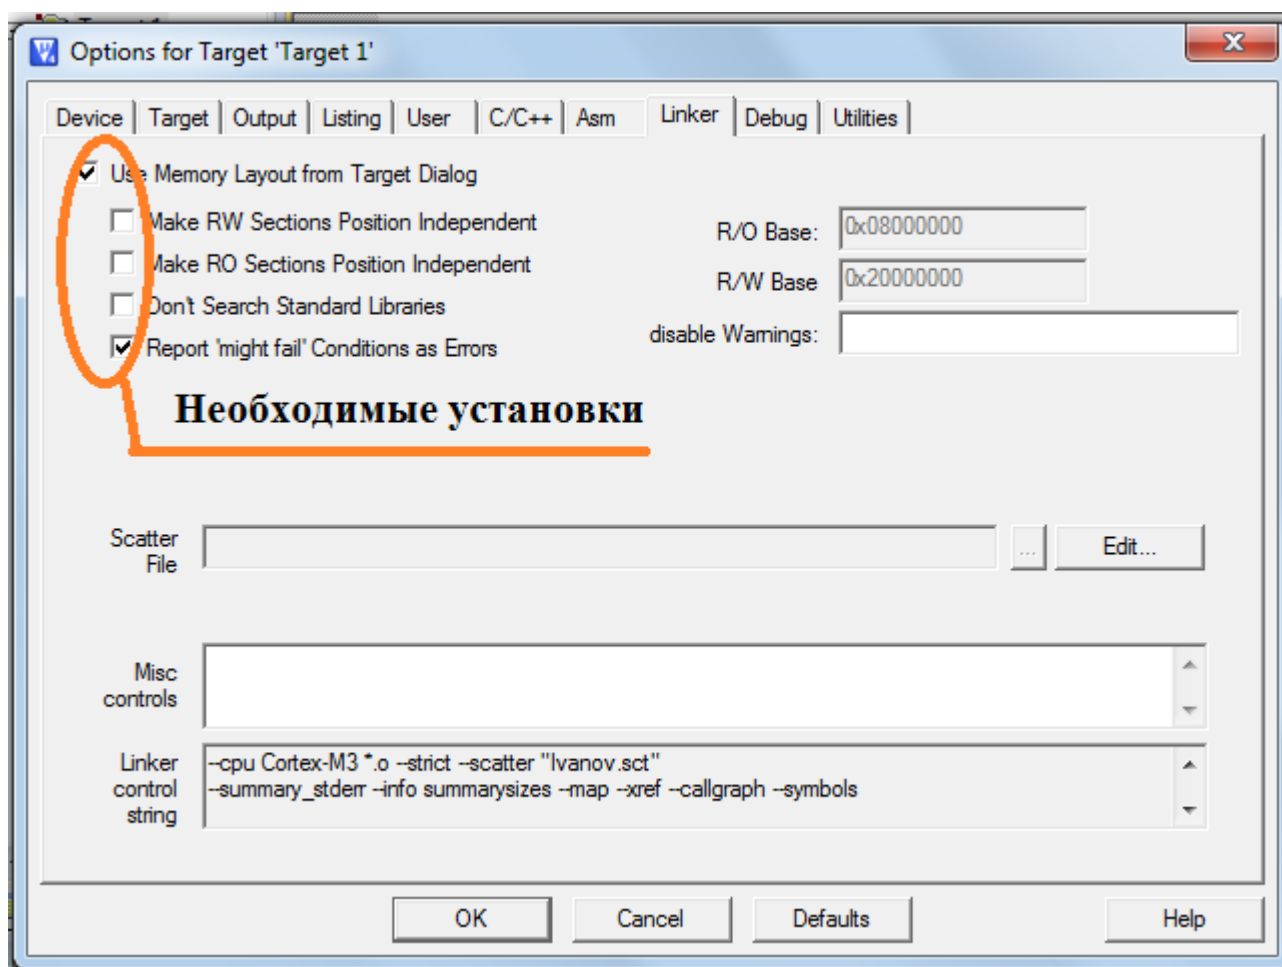 Options for Target 'Target 1'
Device Target Output Listing User C/C++ Asm Linker Debug Utilities
Use Memory Layout from Target Dialog
Make RW Sections Position Independent
Make RO Sections Position Independent
Don't Search Standard Libraries
Report 'might fail' Conditions as Errors
R/O Base: 0x08000000
R/W Base 0x20000000
disable Warnings:
Необходимые установки
Scatter
File
...
Edit...
Misc
controls
Linker
control
string
--cpu Cortex-M3 *.o --strict --scatter "Ivanov.sct"
--summary_stderr --info summarysizes --map --xref --callgraph --symbols
OK Cancel Defaults Help